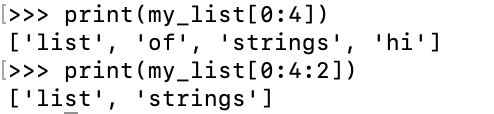 [>>> print(my_list[0:4])
['list', 'of', 'strings', 'hi']
[>>> print(my_list[0:4:2])
['list', 'strings']